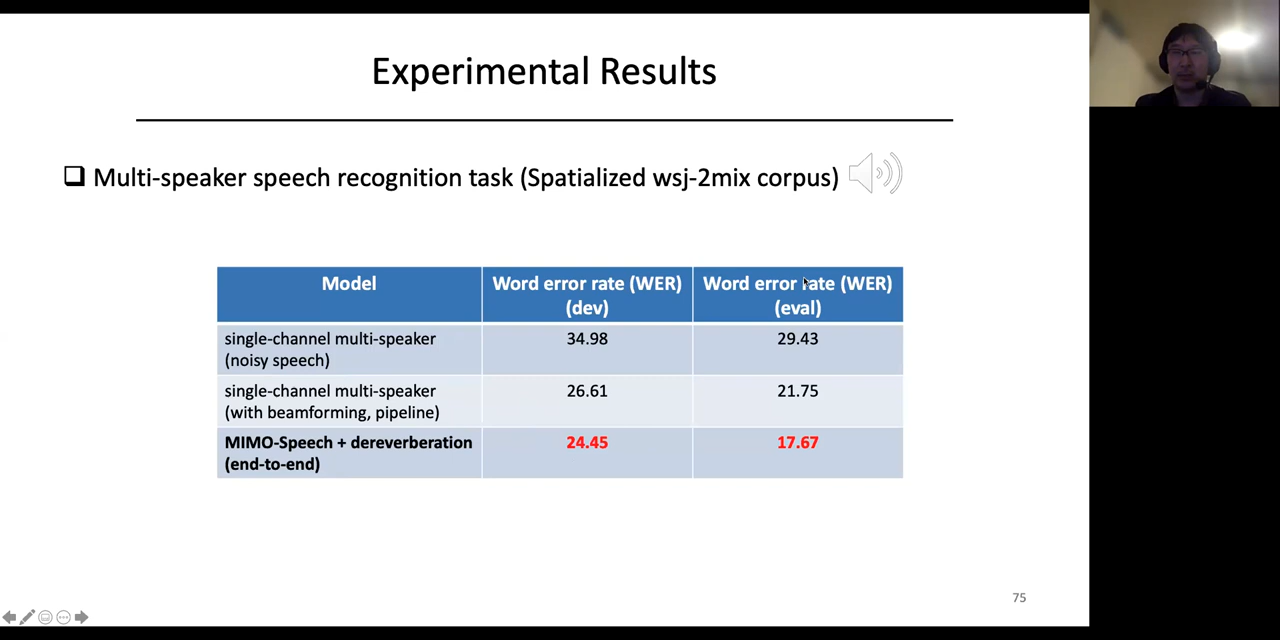 Experimental Results
Multi-speaker speech recognition task (Spatialized wsj-2mix corpus)
Model
Word error rate (WER)
(dev)
Word error rate (WER)
(eval)
single-channel multi-speaker
(noisy speech)
34.98
29.43
single-channel multi-speaker
(with beamforming, pipeline)
26.61
21.75
MIMO-Speech + dereverberation
(end-to-end)
24.45
17.67
75